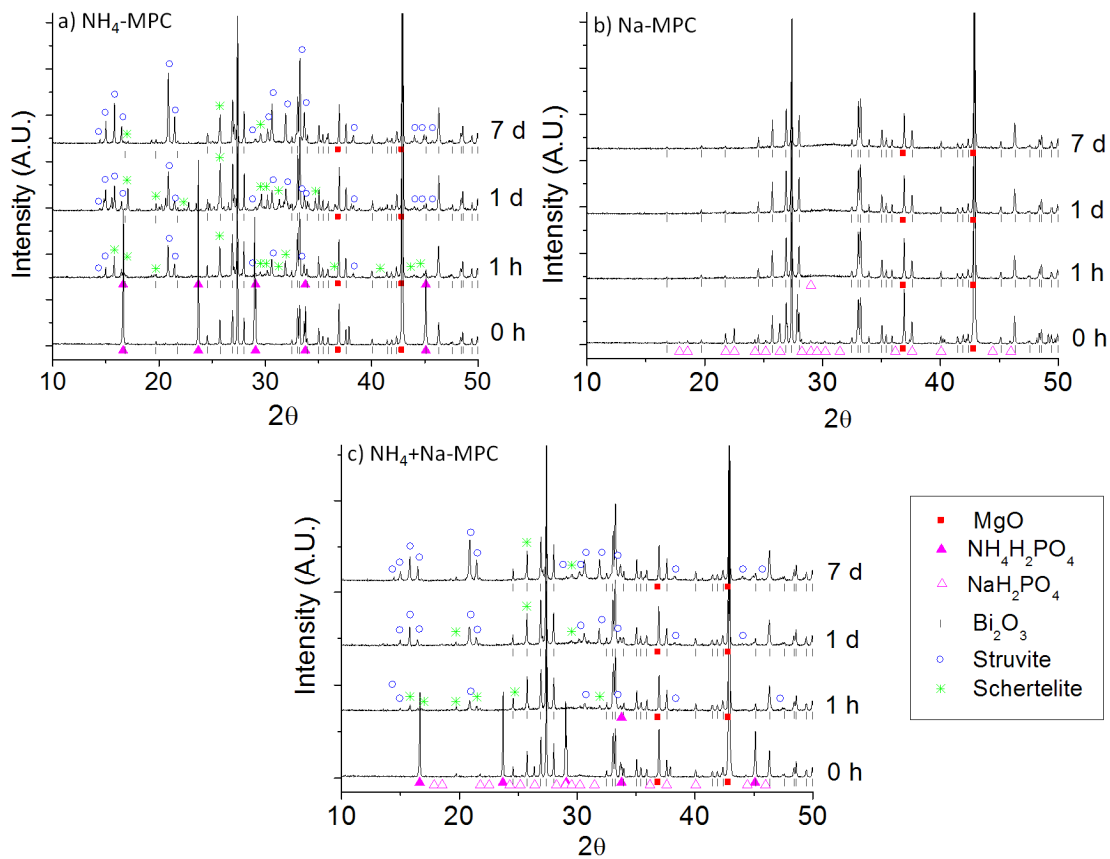 a) NH₄-MPC
Intensity (A.U.)
7 d
1 d
1 h
0 h
10 20 30 40 50
2θ
b) Na-MPC
Intensity (A.U.)
7 d
1 d
1 h
0 h
10 20 30 40 50
2θ
c) NH₄+Na-MPC
Intensity (A.U.)
7 d
1 d
1 h
0 h
10 20 30 40 50
2θ
MgO
NH₄H₂PO₄
NaH₂PO₄
Bi₂O₃
Struvite
Schertelite